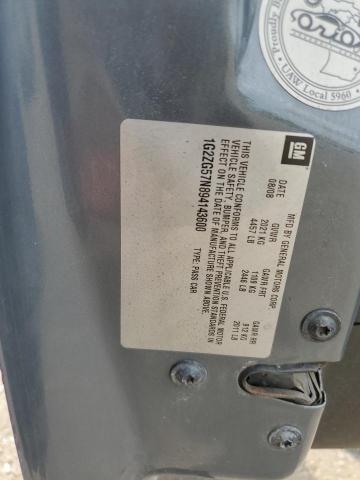 GM
MFD BY GENERAL MOTORS CORP.
DATE
08/08
GVWR
2021 KG
4457 LB
GAWR FRT
1109 KG
2446 LB
GAWR RR
912 KG
2011 LB
THIS VEHICLE CONFORMS TO ALL APPLICABLE U.S. FEDERAL MOTOR
VEHICLE SAFETY, BUMPER, AND THEFT PREVENTION STANDARDS IN
EFFECT ON THE DATE OF MANUFACTURE SHOWN ABOVE.
1G2ZG57N894143600
TYPE: PASS CAR
Orion
UAW Local 5960